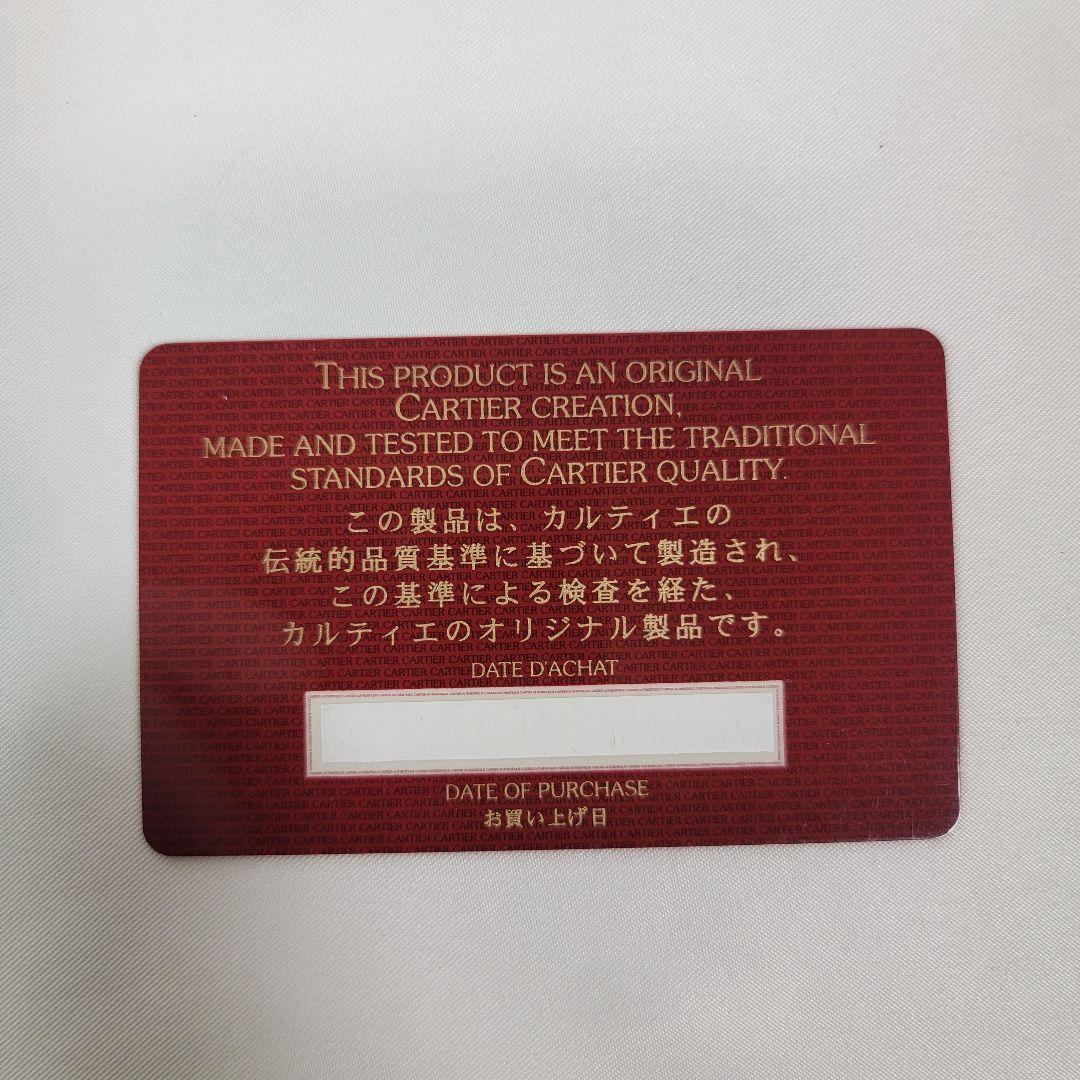 THIS PRODUCT IS AN ORIGINAL
CARTIER CREATION,
MADE AND TESTED TO MEET THE TRADITIONAL
STANDARDS OF CARTIER QUALITY.
この製品は、カルティエの
伝統的品質基準に基づいて製造され、
この基準による検査を経た、
カルティエのオリジナル製品です。
DATE D'ACHAT
DATE OF PURCHASE
お買い上げ日